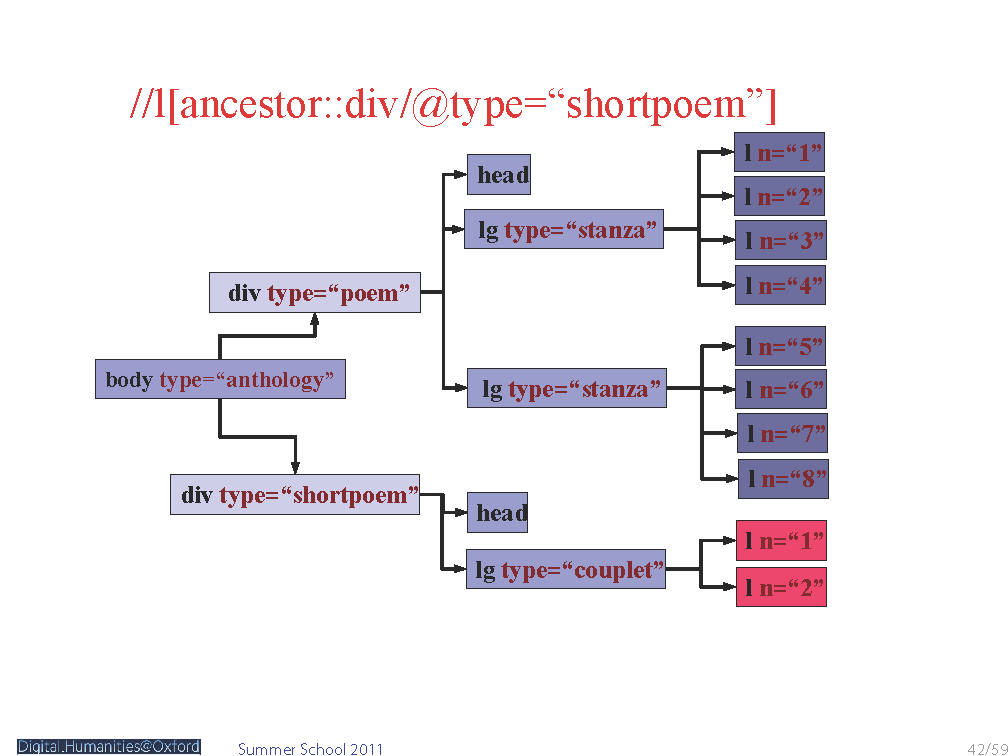 //l[ancestor::div/@type=“shortpoem”]
head
lg type=“stanza”
l n=“1”
l n=“2”
l n=“3”
l n=“4”
div type=“poem”
body type=“anthology”
lg type=“stanza”
l n=“5”
l n=“6”
l n=“7”
l n=“8”
div type=“shortpoem”
head
lg type=“couplet”
l n=“1”
l n=“2”
Digital.Humanities@Oxford
Summer School 2011
42/59